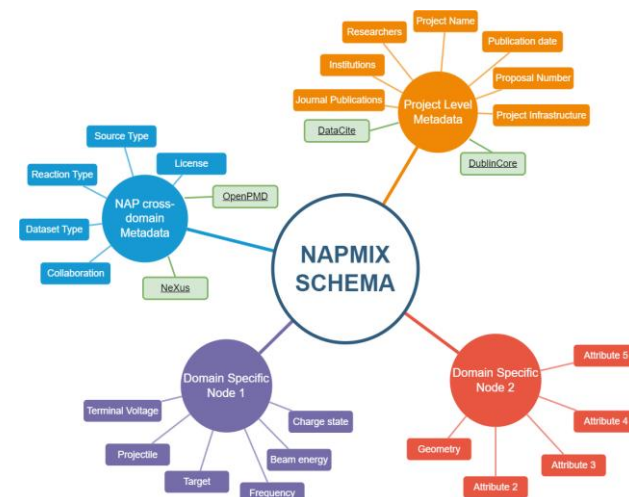 Project Name
Researchers
Publication date
Institutions
Proposal Number
Journal Publications
Project Level
Metadata
Project Infrastructure
DataCite
DublinCore
Source Type
License
Reaction Type
OpenPMD
NAP cross-
domain
Metadata
Dataset Type
Collaboration
NeXus
NAPMIX
SCHEMA
Domain Specific
Node 1
Terminal Voltage
Charge state
Projectile
Beam energy
Target
Frequency
Domain Specific
Node 2
Attribute 5
Attribute 4
Geometry
Attribute 3
Attribute 2